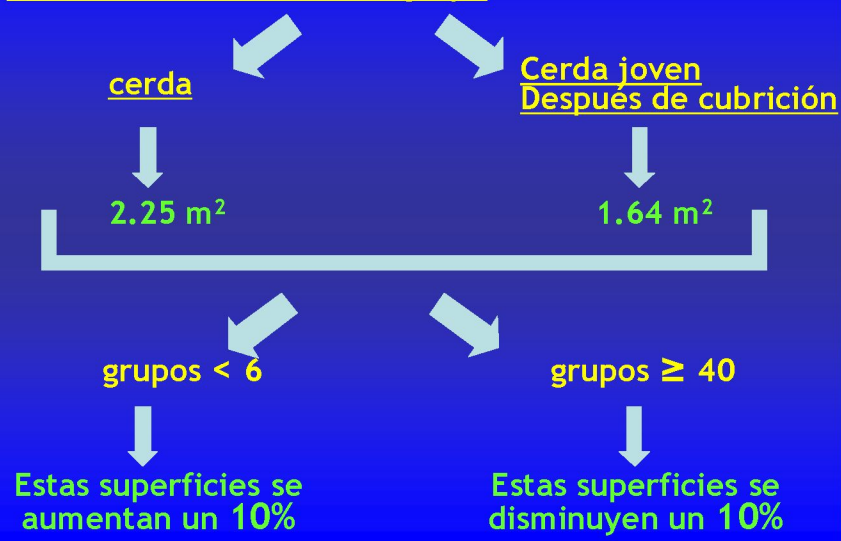 cerda
Cerda joven
Después de cubrición
2.25 m²
1.64 m²
grupos < 6
grupos ≥ 40
Estas superficies se
aumentan un 10%
Estas superficies se
disminuyen un 10%